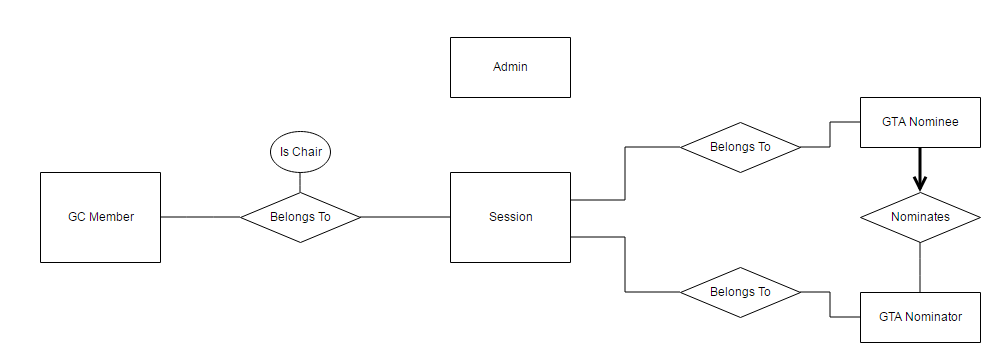 Admin
GTA Nominee
Belongs To
Is Chair
GC Member
Belongs To
Session
Nominates
Belongs To
GTA Nominator